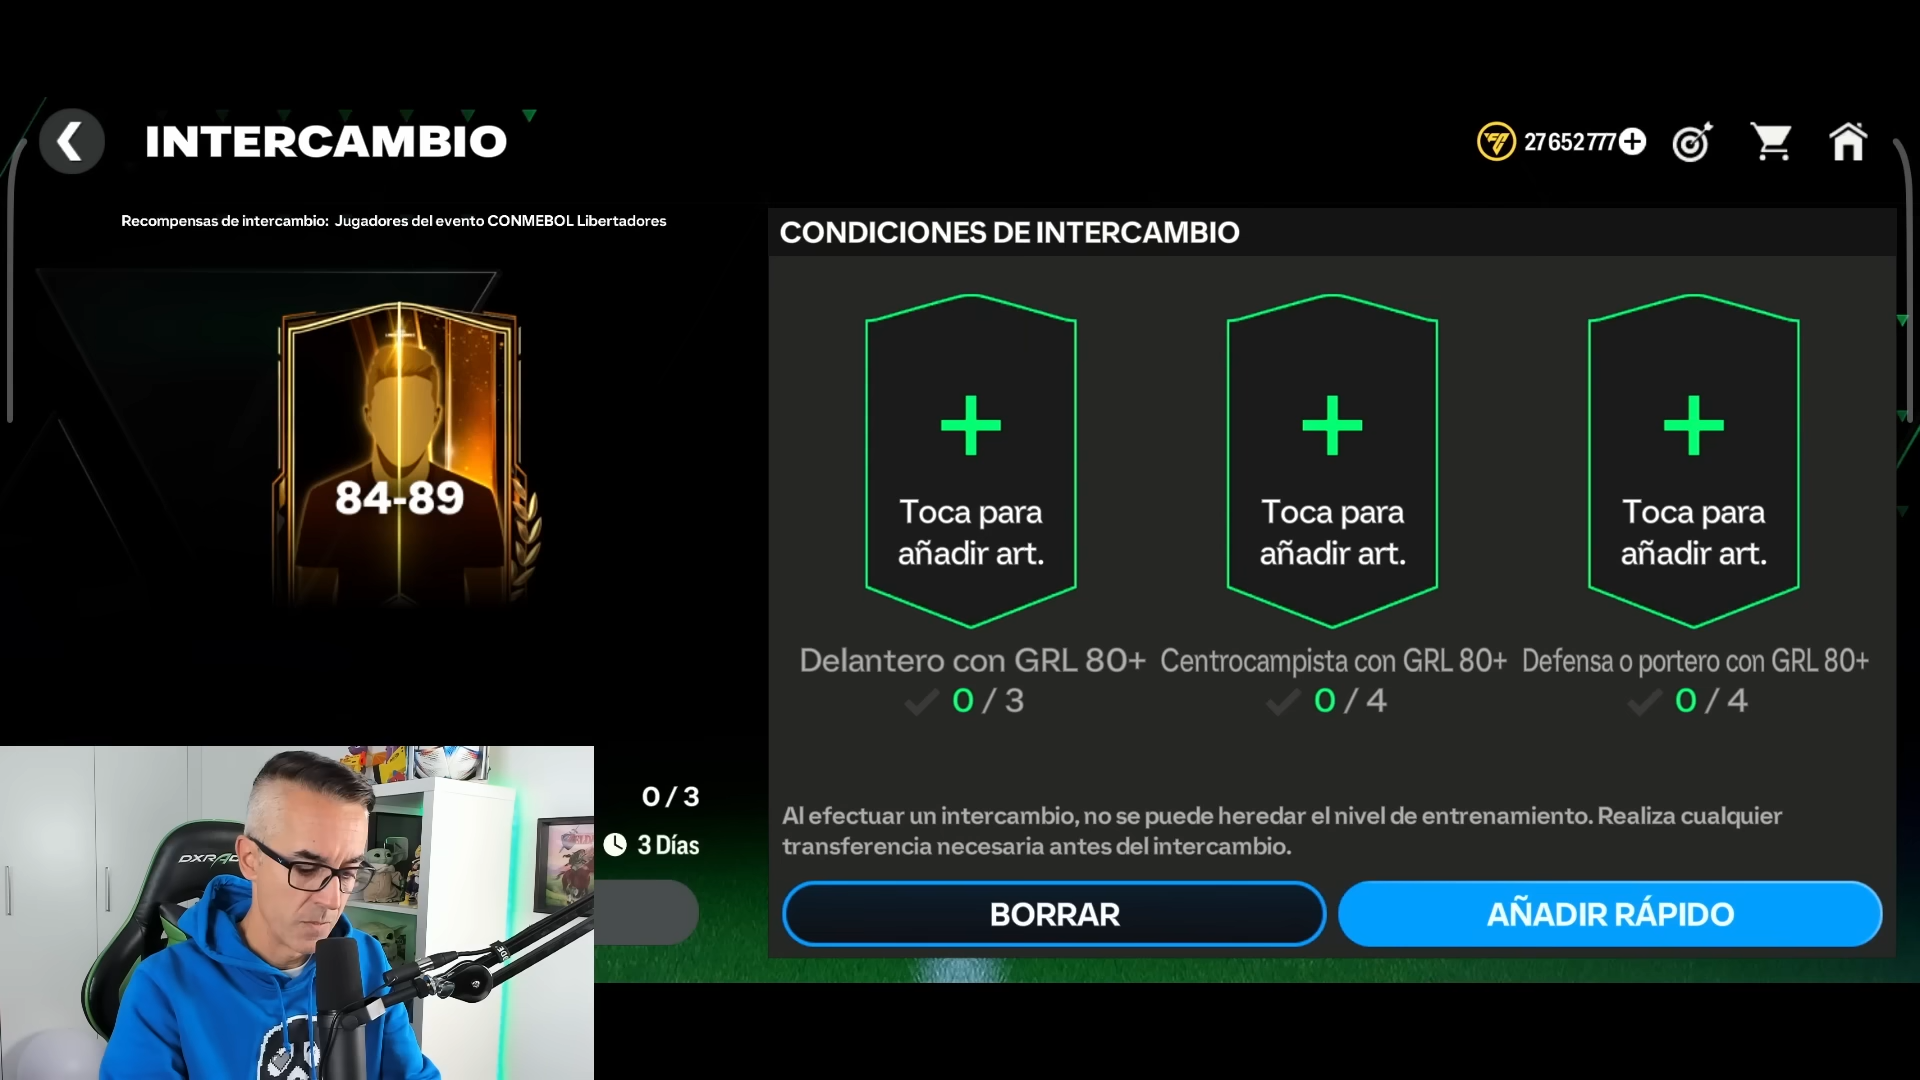 INTERCAMBIO
27652777
Recompensas de intercambio: Jugadores del evento CONMEBOL Libertadores
84-89
CONDICIONES DE INTERCAMBIO
Toca para
añadir art.
Toca para
añadir art.
Toca para
añadir art.
Delantero con GRL 80+
Centrocampista con GRL 80+
Defensa o portero con GRL 80+
0 / 3
0 / 4
0 / 4
0 / 3
3 Días
Al efectuar un intercambio, no se puede heredar el nivel de entrenamiento. Realiza cualquier
transferencia necesaria antes del intercambio.
BORRAR
AÑADIR RÁPIDO